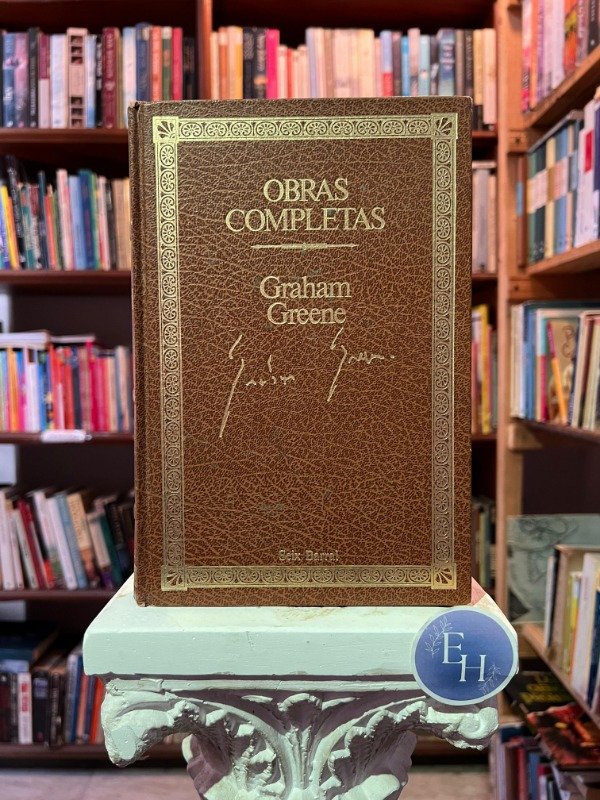 OBRAS
COMPLETAS
Graham
Greene
Seix Barral
EH